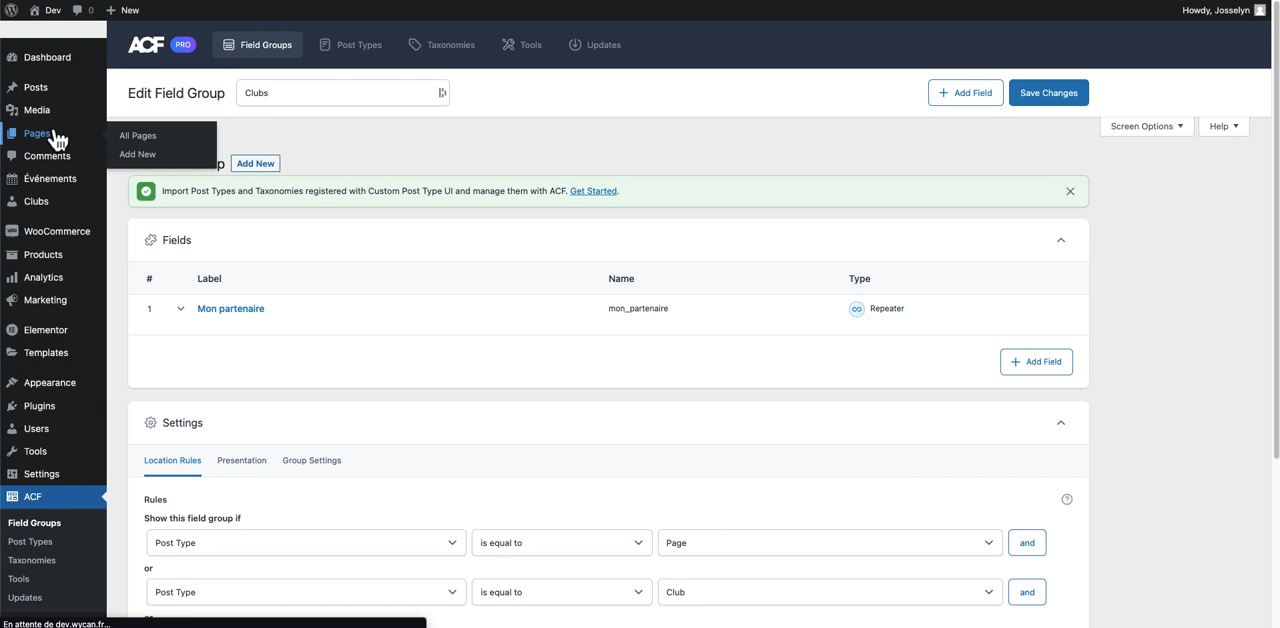 Dev 0 New Howdy, Josselyn
ACF PRO Field Groups Post Types Taxonomies Tools Updates
Dashboard
Posts
Media
Pages
Comments
Événements
Clubs
WooCommerce
Products
Analytics
Marketing
Elementor
Templates
Appearance
Plugins
Users
Tools
Settings
ACF
Field Groups
Post Types
Taxonomies
Tools
Updates
All Pages
Add New
Edit Field Group Clubs Add Field Save Changes
Screen Options Help
p Add New
Import Post Types and Taxonomies registered with Custom Post Type UI and manage them with ACF. Get Started.
Fields
# Label Name Type
1 Mon partenaire mon_partenaire Repeater
Add Field
Settings
Location Rules Presentation Group Settings
Rules
Show this field group if
Post Type is equal to Page and
or
Post Type is equal to Club and
En attente de dev.wycan.fr...